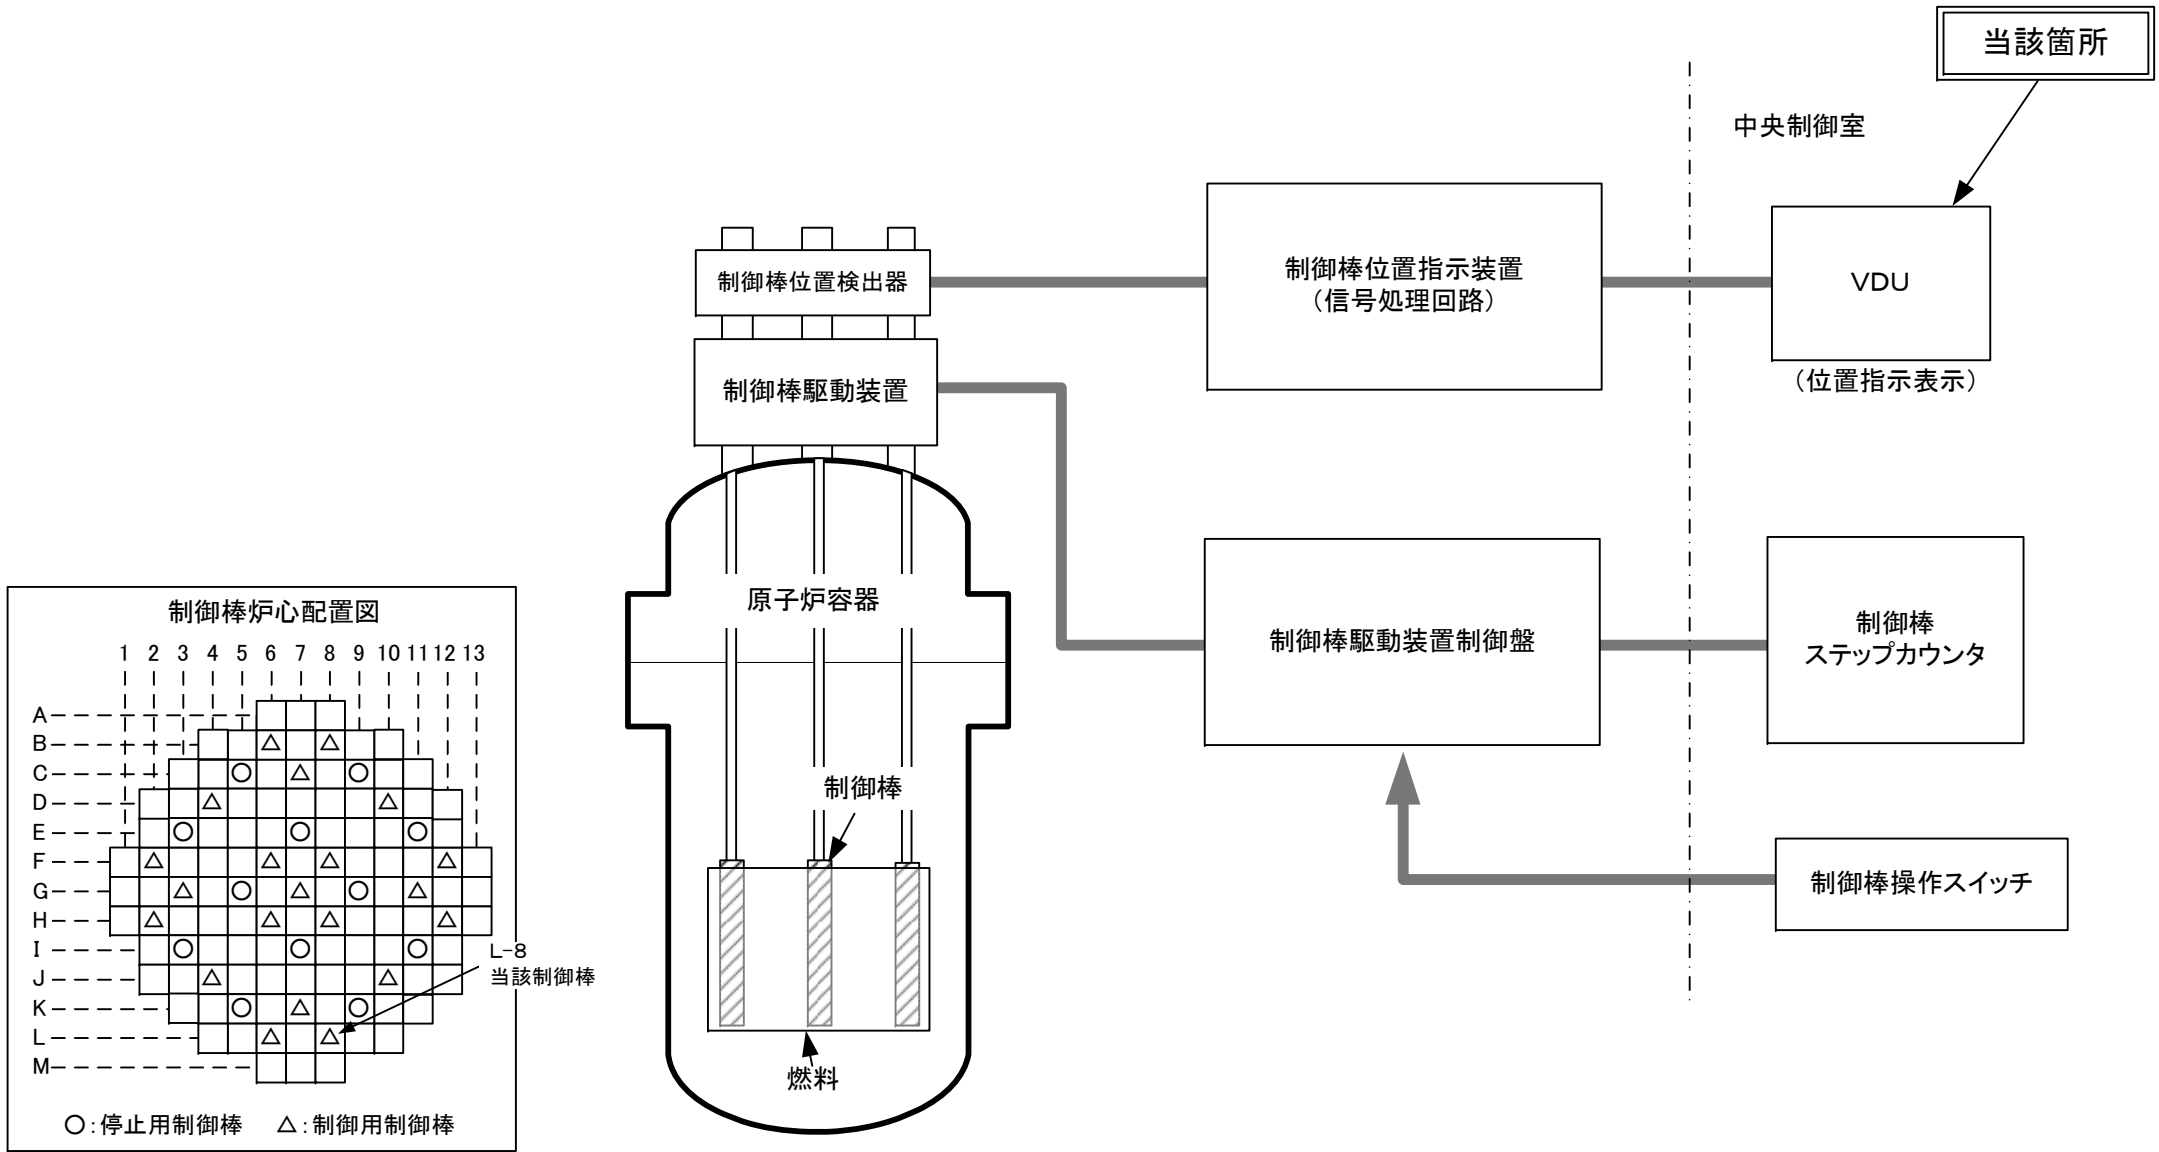 当該箇所
中央制御室
制御棒位置検出器
制御棒位置指示装置
（信号処理回路）
VDU
（位置指示表示）
制御棒駆動装置
原子炉容器
制御棒駆動装置制御盤
制御棒
ステップカウンタ
制御棒
制御棒操作スイッチ
燃料
制御棒炉心配置図
1 2 3 4 5 6 7 8 9 10 11 12 13
A
B
C
D
E
F
G
H
I
J
K
L
M
L-8
当該制御棒
○：停止用制御棒 △：制御用制御棒